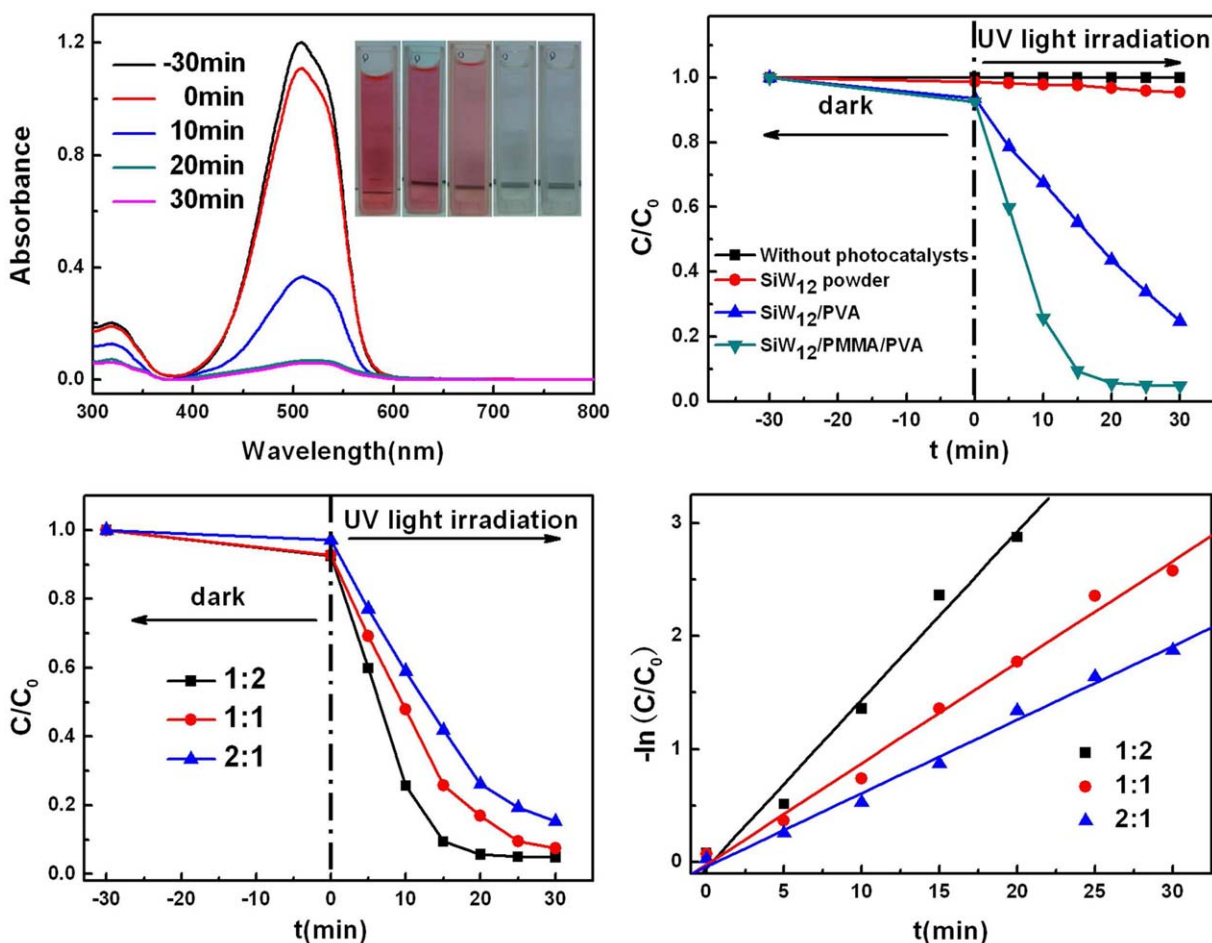 Absorbance
1.2
0.8
0.4
0.0
-30min
0min
10min
20min
30min
300 400 500 600 700 800
Wavelength(nm)
C/C₀
1.0
0.8
0.6
0.4
0.2
0.0
UV light irradiation
dark
Without photocatalysts
SiW₁₂ powder
SiW₁₂/PVA
SiW₁₂/PMMA/PVA
-30 -20 -10 0 10 20 30
t (min)
C/C₀
1.0
0.8
0.6
0.4
0.2
0.0
UV light irradiation
dark
1:2
1:1
2:1
-30 -20 -10 0 10 20 30
t(min)
-ln (C/C₀)
3
2
1
0
1:2
1:1
2:1
0 5 10 15 20 25 30
t(min)